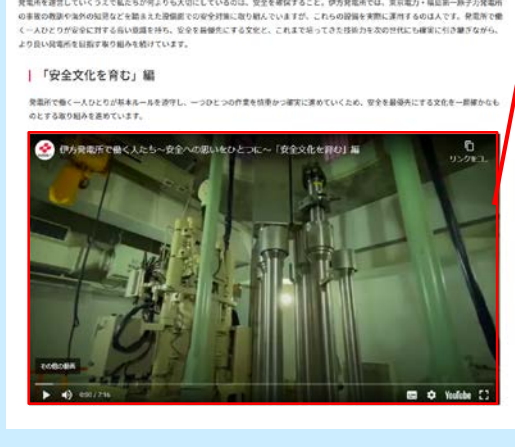 発電所を運営していくうえで私たちが何よりも大切にしているのは、安全を確保すること。伊方発電所では、東京電力・福島第一原子力発電所
の事故の教訓や海外の知見などを踏まえた設備面での安全対策に取り組んでいますが、これらの設備を実際に運用するのは人です。発電所で働
く一人ひとりが安全に対する高い意識を持ち、安全を最優先にする文化と、これまで培ってきた技術力を次の世代にも確実に引き継ぎながら、
より良い発電所を目指す取り組みを続けています。
「安全文化を育む」編
発電所で働く一人ひとりが基本ルールを遵守し、一つひとつの作業を慎重かつ確実に進めていくため、安全を最優先にする文化を一層確かなも
のとする取り組みを進めています。
伊方発電所で働く人たち～安全への思いをひとつに～「安全文化を育む」編
リンクをコ...
その他の動画
0:00 / 7:16
YouTube